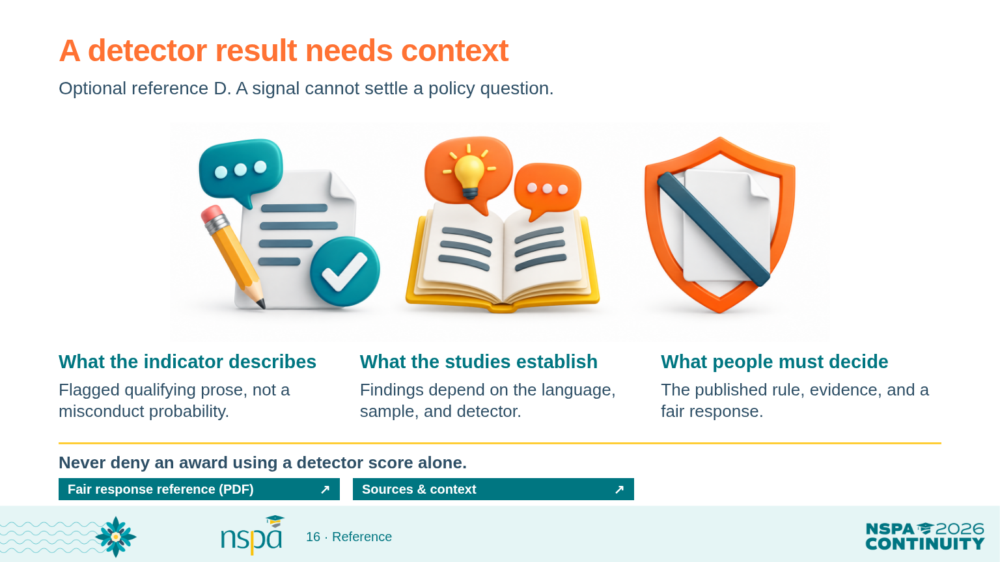 A detector result needs context
Optional reference D. A signal cannot settle a policy question.
What the indicator describes
Flagged qualifying prose, not a
misconduct probability.
What the studies establish
Findings depend on the language,
sample, and detector.
What people must decide
The published rule, evidence, and a
fair response.
Never deny an award using a detector score alone.
Fair response reference (PDF) ↗
Sources & context ↗
nspa
16 · Reference
NSPA 2026
CONTINUITY